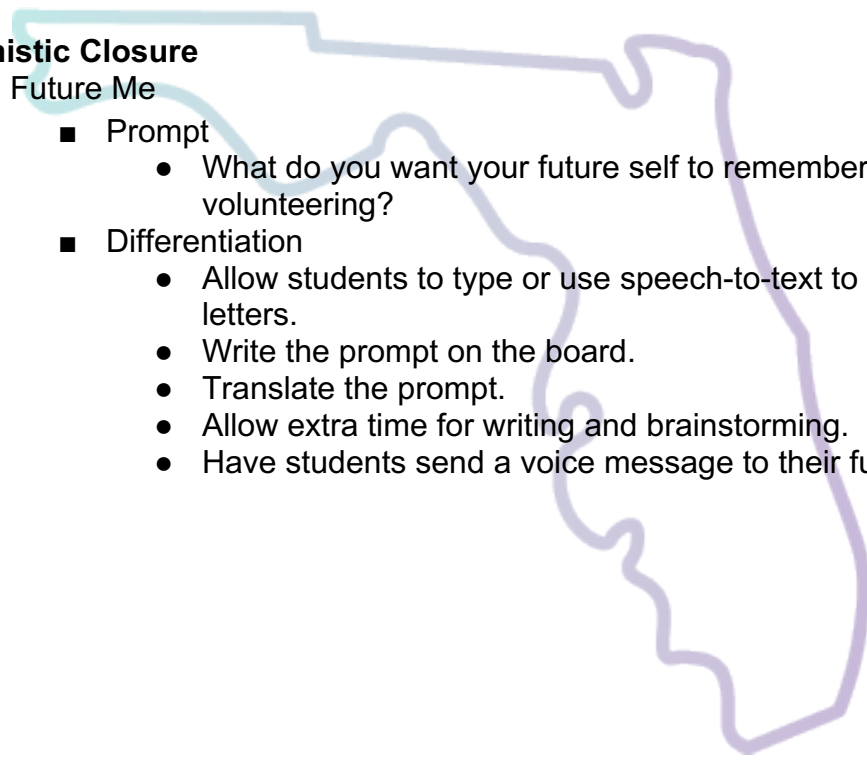 nistic Closure
Future Me
■ Prompt
● What do you want your future self to remember
volunteering?
■ Differentiation
● Allow students to type or use speech-to-text to
letters.
● Write the prompt on the board.
● Translate the prompt.
● Allow extra time for writing and brainstorming.
● Have students send a voice message to their fu